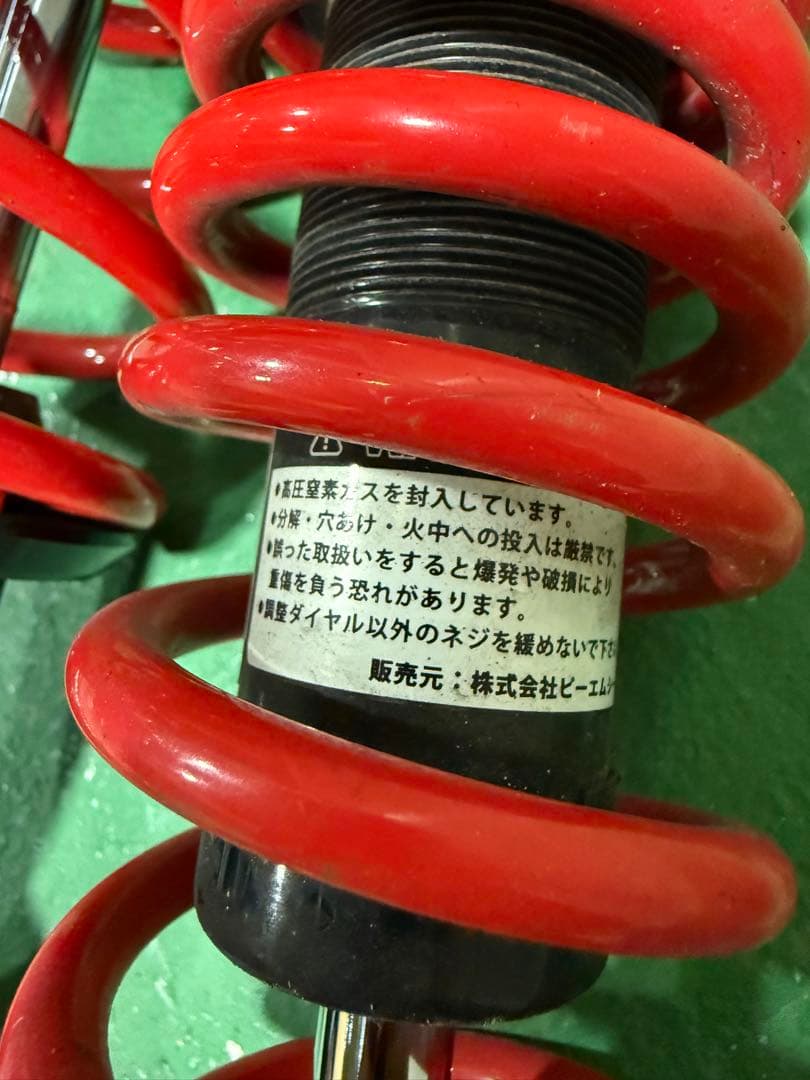 •高圧窒素ガスを封入しています。
•分解・穴あけ・火中への投入は厳禁です。
•誤った取扱いをすると爆発や破損により
重傷を負う恐れがあります。
•調整ダイヤル以外のネジを緩めないで下さ
販売元：株式会社ビーエムシー